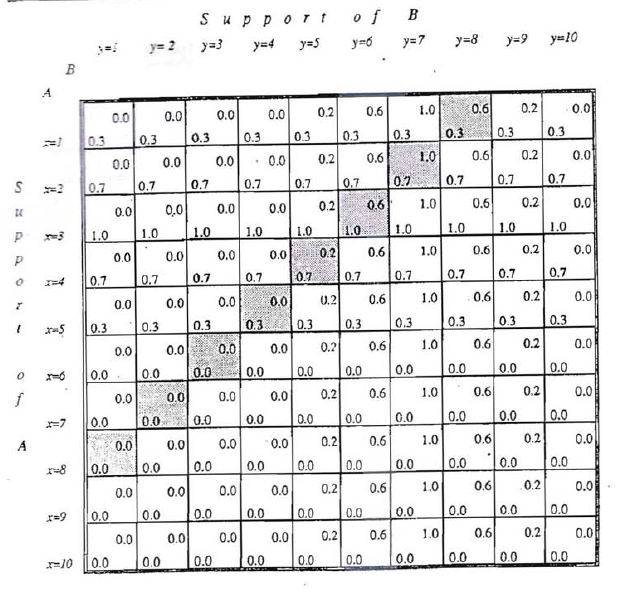 Support of B
y=1 y=2 y=3 y=4 y=5 y=6 y=7 y=8 y=9 y=10
B
A
0.0 0.0 0.0 0.0 0.2 0.6 1.0 0.6 0.2 0.0
x=1 0.3 0.3 0.3 0.3 0.3 0.3 0.3 0.3 0.3 0.3
0.0 0.0 0.0 0.0 0.2 0.6 1.0 0.6 0.2 0.0
x=2 0.7 0.7 0.7 0.7 0.7 0.7 0.7 0.7 0.7 0.7
0.0 0.0 0.0 0.0 0.2 0.6 1.0 0.6 0.2 0.0
x=3 1.0 1.0 1.0 1.0 1.0 1.0 1.0 1.0 1.0 1.0
0.0 0.0 0.0 0.0 0.2 0.6 1.0 0.6 0.2 0.0
x=4 0.7 0.7 0.7 0.7 0.7 0.7 0.7 0.7 0.7 0.7
0.0 0.0 0.0 0.0 0.2 0.6 1.0 0.6 0.2 0.0
x=5 0.3 0.3 0.3 0.3 0.3 0.3 0.3 0.3 0.3 0.3
0.0 0.0 0.0 0.0 0.2 0.6 1.0 0.6 0.2 0.0
x=6 0.0 0.0 0.0 0.0 0.0 0.0 0.0 0.0 0.0 0.0
0.0 0.0 0.0 0.0 0.2 0.6 1.0 0.6 0.2 0.0
x=7 0.0 0.0 0.0 0.0 0.0 0.0 0.0 0.0 0.0 0.0
0.0 0.0 0.0 0.0 0.2 0.6 1.0 0.6 0.2 0.0
x=8 0.0 0.0 0.0 0.0 0.0 0.0 0.0 0.0 0.0 0.0
0.0 0.0 0.0 0.0 0.2 0.6 1.0 0.6 0.2 0.0
x=9 0.0 0.0 0.0 0.0 0.0 0.0 0.0 0.0 0.0 0.0
0.0 0.0 0.0 0.0 0.2 0.6 1.0 0.6 0.2 0.0
x=10 0.0 0.0 0.0 0.0 0.0 0.0 0.0 0.0 0.0 0.0
Support of A